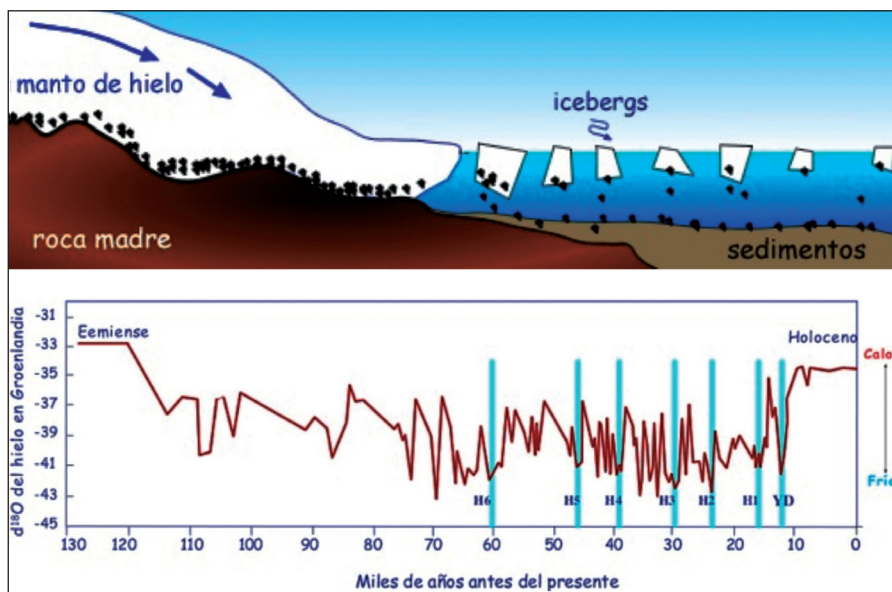 manto de hielo
icebergs
roca madre
sedimentos
d¹⁸O del hielo en Groenlandia
-31
-33
-35
-37
-39
-41
-43
-45
Eemiense
Holoceno
Calo
Frío
H6
H5
H4
H3
H2
H1
YD
130
120
110
100
90
80
70
60
50
40
30
20
10
0
Miles de años antes del presente